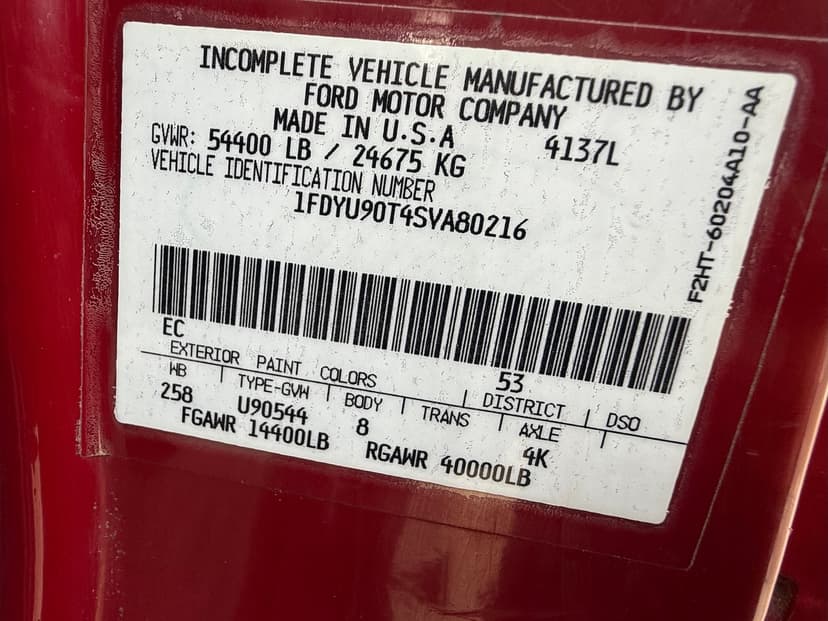 INCOMPLETE VEHICLE MANUFACTURED BY
FORD MOTOR COMPANY
MADE IN U.S.A 4137L
GVWR: 54400 LB / 24675 KG
VEHICLE IDENTIFICATION NUMBER
1FDYU90T4SVA80216
F2HT-60204A10-AA
EC
EXTERIOR PAINT COLORS 53 DISTRICT DSO
WB TYPE-GVW BODY TRANS AXLE
258 U90544 8 4K
FGAWR 14400LB RGAWR 40000LB